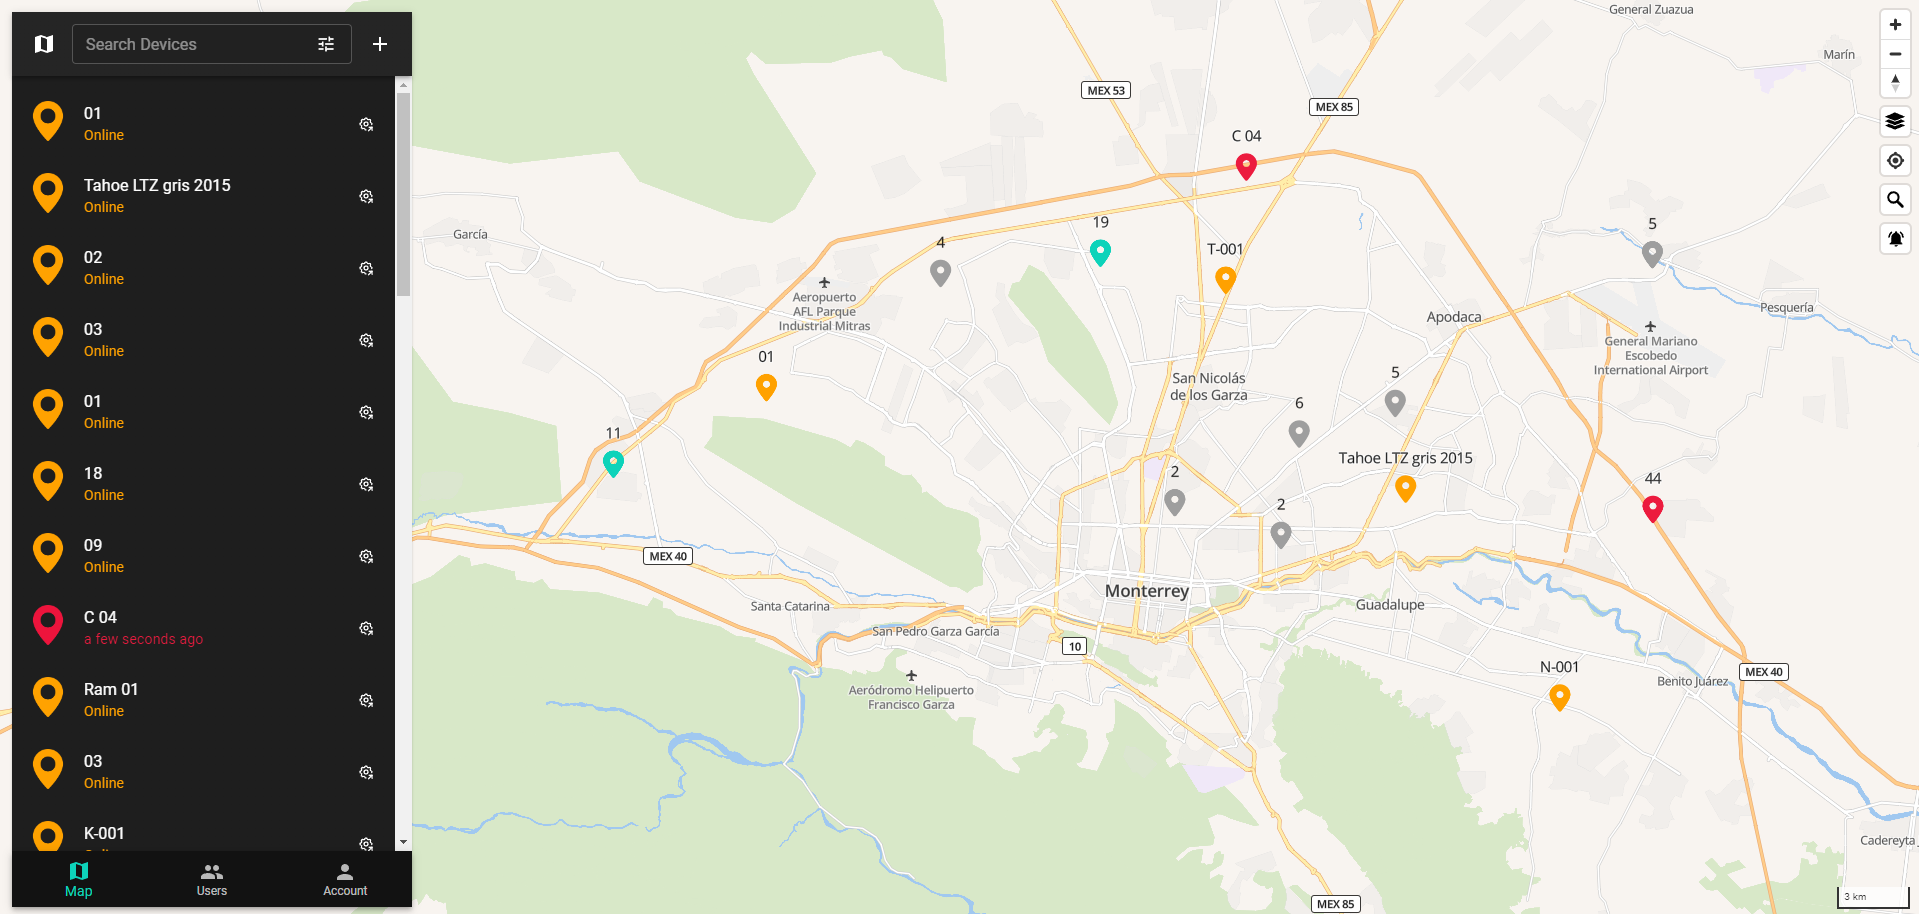 Search Devices
01
Online
Tahoe LTZ gris 2015
Online
02
Online
03
Online
01
Online
18
Online
09
Online
C 04
a few seconds ago
Ram 01
Online
03
Online
K-001
Map
Users
Account
General Zuazua
Marín
MEX 53
MEX 85
C 04
19
5
García
4
T-001
Aeropuerto
AFL Parque
Industrial Mitras
Pesquería
Apodaca
General Mariano
Escobedo
International Airport
01
5
San Nicolás
de los Garza
6
11
Tahoe LTZ gris 2015
2
44
2
MEX 40
Monterrey
Santa Catarina
Guadalupe
San Pedro Garza García
10
N-001
MEX 40
Benito Juárez
Aeródromo Helipuerto
Francisco Garza
Cadereyta
3 km
MEX 85